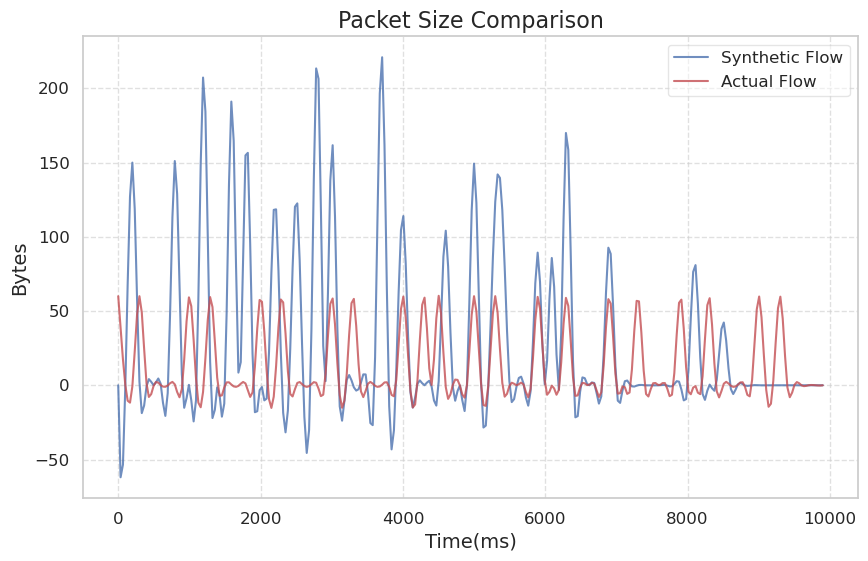 Packet Size Comparison
Synthetic Flow
Actual Flow
200
150
100
50
0
−50
Bytes
0 2000 4000 6000 8000 10000
Time(ms)